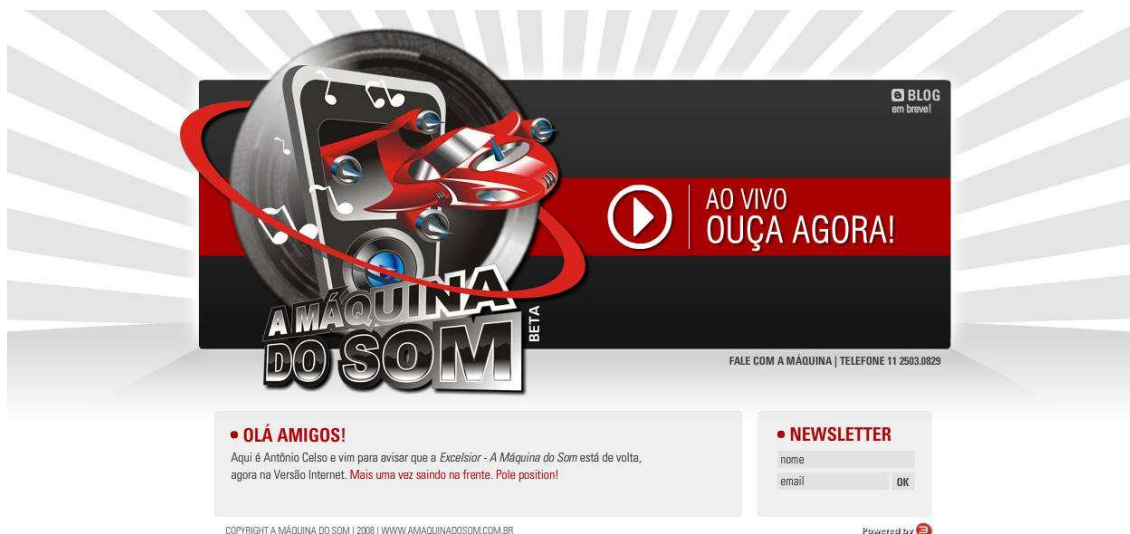 BLOG
em breve!
AO VIVO
OUÇA AGORA!
A MÁQUINA
DO SOM
BETA
FALE COM A MÁQUINA | TELEFONE 11 2503.0829
• OLÁ AMIGOS!
Aqui é Antônio Celso e vim para avisar que a Excelsior - A Máquina do Som está de volta,
agora na Versão Internet. Mais uma vez saindo na frente. Pole position!
• NEWSLETTER
nome
email OK
COPYRIGHT A MÁQUINA DO SOM | 2008 | WWW.AMAQUINADOSOM.COM.BR
Powered by 3